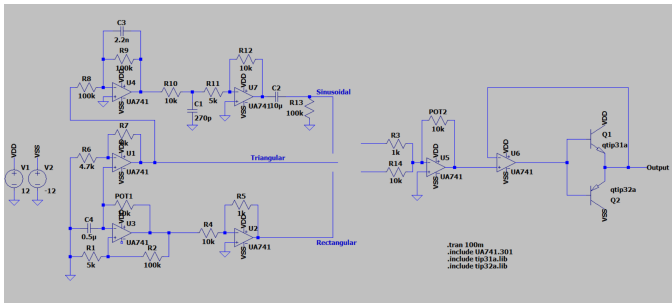 C3
2.2n
R9
100k
R8
100k
VDD
U4
VSS
UA741
R10
10k
C1
270p
R11
5k
R12
10k
VDD
U7
VSS
UA741
C2
10µ
Sinusoidal
R13
100k
VDD
VSS
V1
12
V2
-12
R6
4.7k
R7
VDD
U1
VSS
UA741
Triangular
C4
0.5µ
POT1
VDD
U3
UA741
R1
5k
R2
100k
R4
10k
R5
1k
VDD
U2
VSS
UA741
Rectangular
R3
1k
R14
10k
POT2
10k
VDD
U5
VSS
UA741
VDD
U6
VSS
UA741
VDD
Q1
qtip31a
Output
qtip32a
Q2
VSS
.tran 100m
.include UA741.301
.include tip31a.lib
.include tip32a.lib